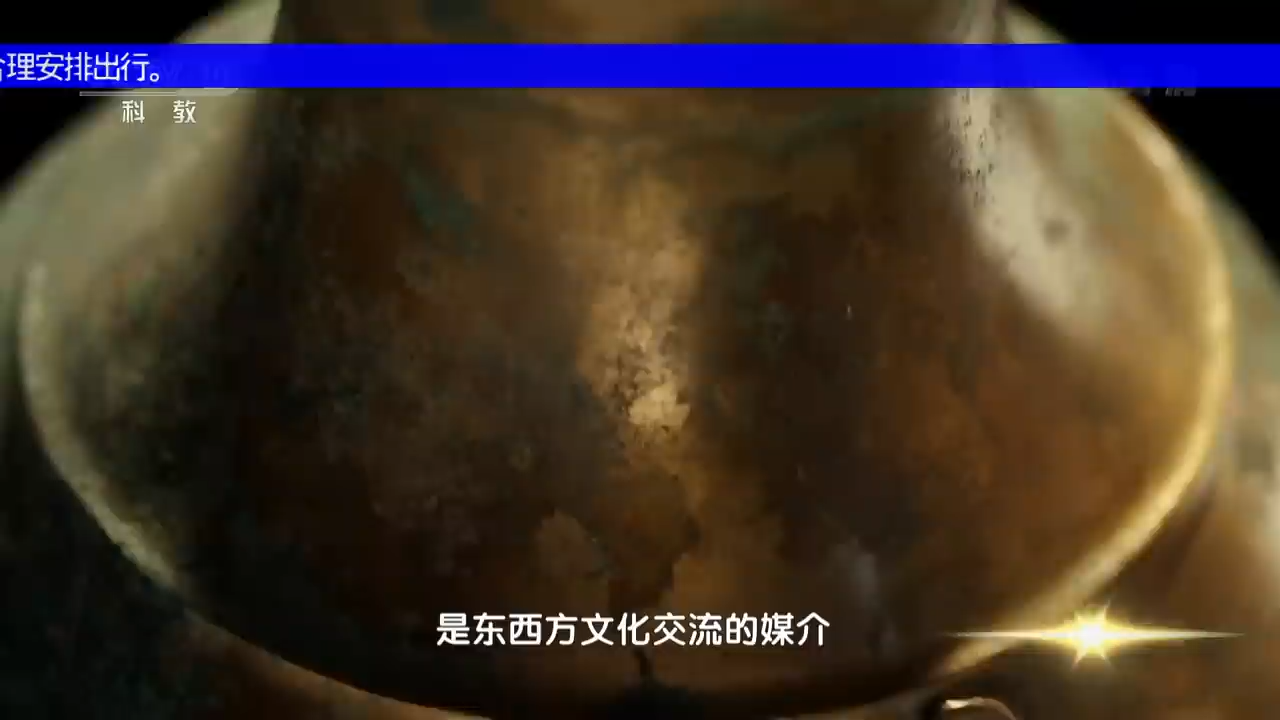 理安排出行。
科 教
是东西方文化交流的媒介